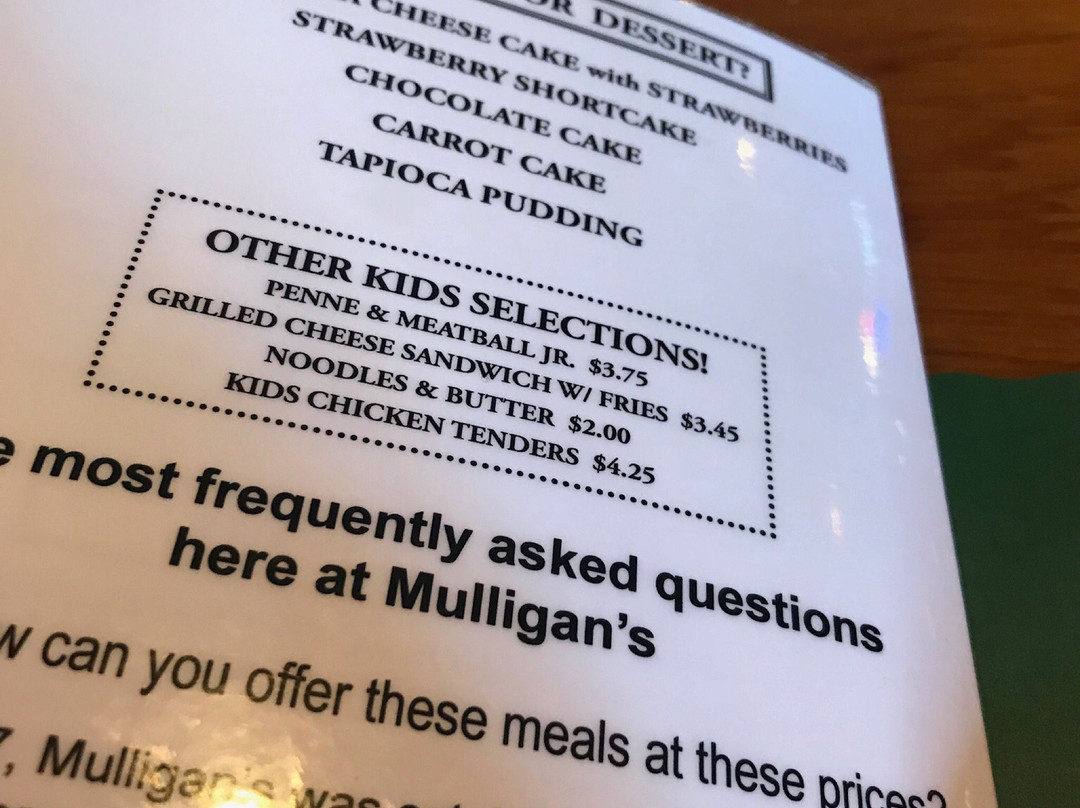 OR DESSERT?
CHEESE CAKE with STRAWBERRIES
STRAWBERRY SHORTCAKE
CHOCOLATE CAKE
CARROT CAKE
TAPIOCA PUDDING
OTHER KIDS SELECTIONS!
PENNE & MEATBALL JR. $3.75
GRILLED CHEESE SANDWICH W/ FRIES $3.45
NOODLES & BUTTER $2.00
KIDS CHICKEN TENDERS $4.25
most frequently asked questions
here at Mulligan's
can you offer these meals at these prices?
Mulligan's was